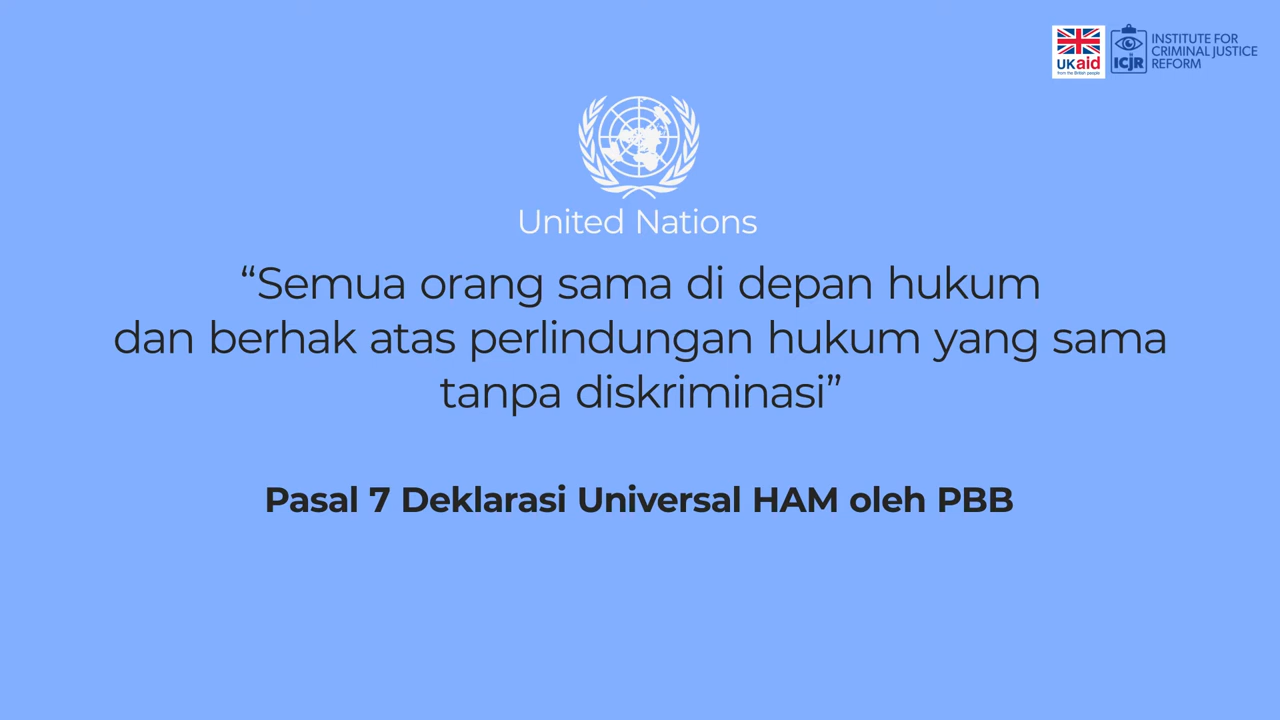 UKaid
from the British people
ICJR
INSTITUTE FOR
CRIMINAL JUSTICE
REFORM
United Nations
“Semua orang sama di depan hukum
dan berhak atas perlindungan hukum yang sama
tanpa diskriminasi”
Pasal 7 Deklarasi Universal HAM oleh PBB